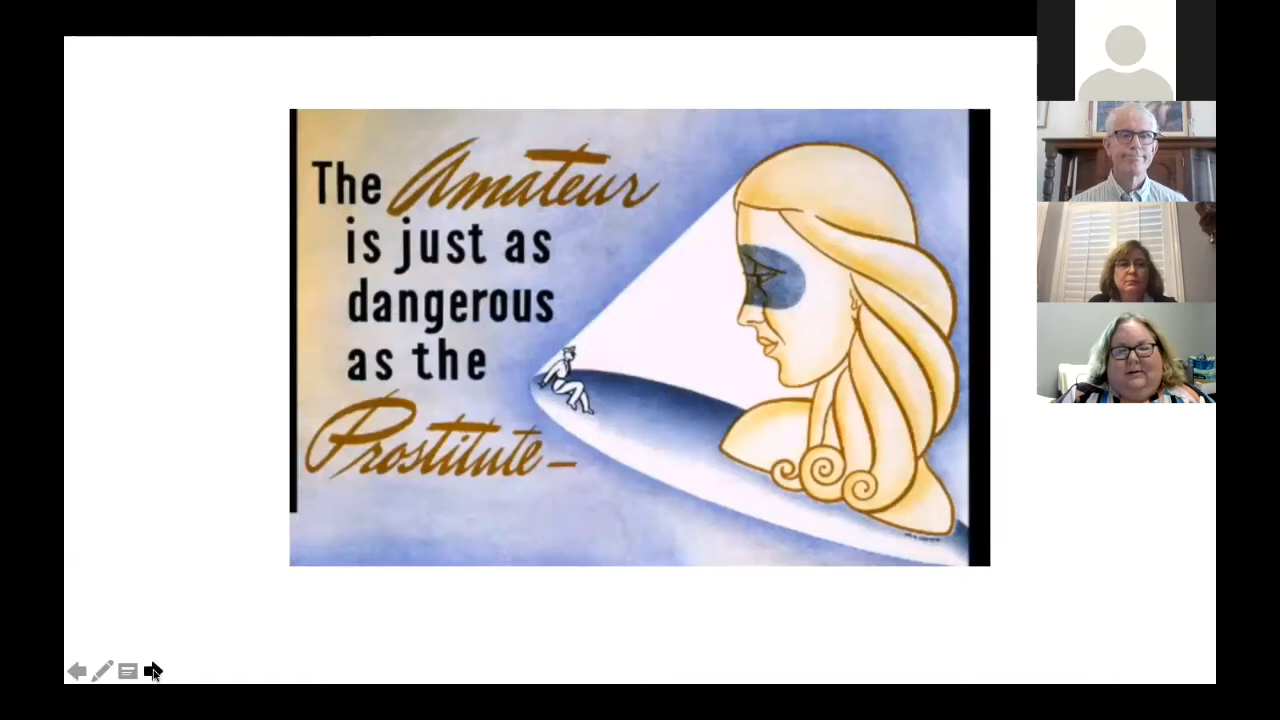 The Amateur
is just as
dangerous
as the
Prostitute –